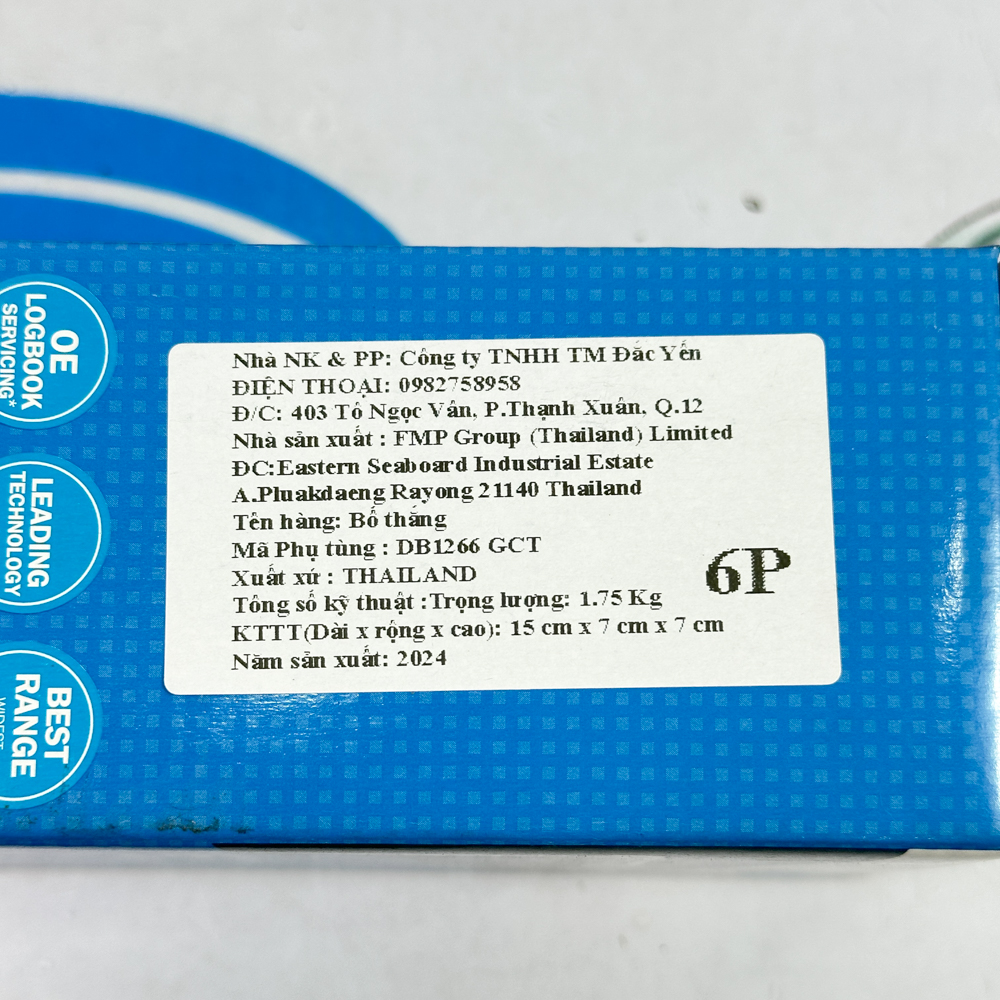 OE
LOGBOOK
SERVICING*
LEADING
TECHNOLOGY
BEST
RANGE
Nhà NK & PP: Công ty TNHH TM Đắc Yến
ĐIỆN THOẠI: 0982758958
Đ/C: 403 Tô Ngọc Vân, P.Thạnh Xuân, Q.12
Nhà sản xuất : FMP Group (Thailand) Limited
ĐC:Eastern Seaboard Industrial Estate
A.Pluakdaeng Rayong 21140 Thailand
Tên hàng: Bố thắng
Mã Phụ tùng : DB1266 GCT
Xuất xứ : THAILAND
Tổng số kỹ thuật :Trọng lượng: 1.75 Kg
KTTT(Dài x rộng x cao): 15 cm x 7 cm x 7 cm
Năm sản xuất: 2024
6P